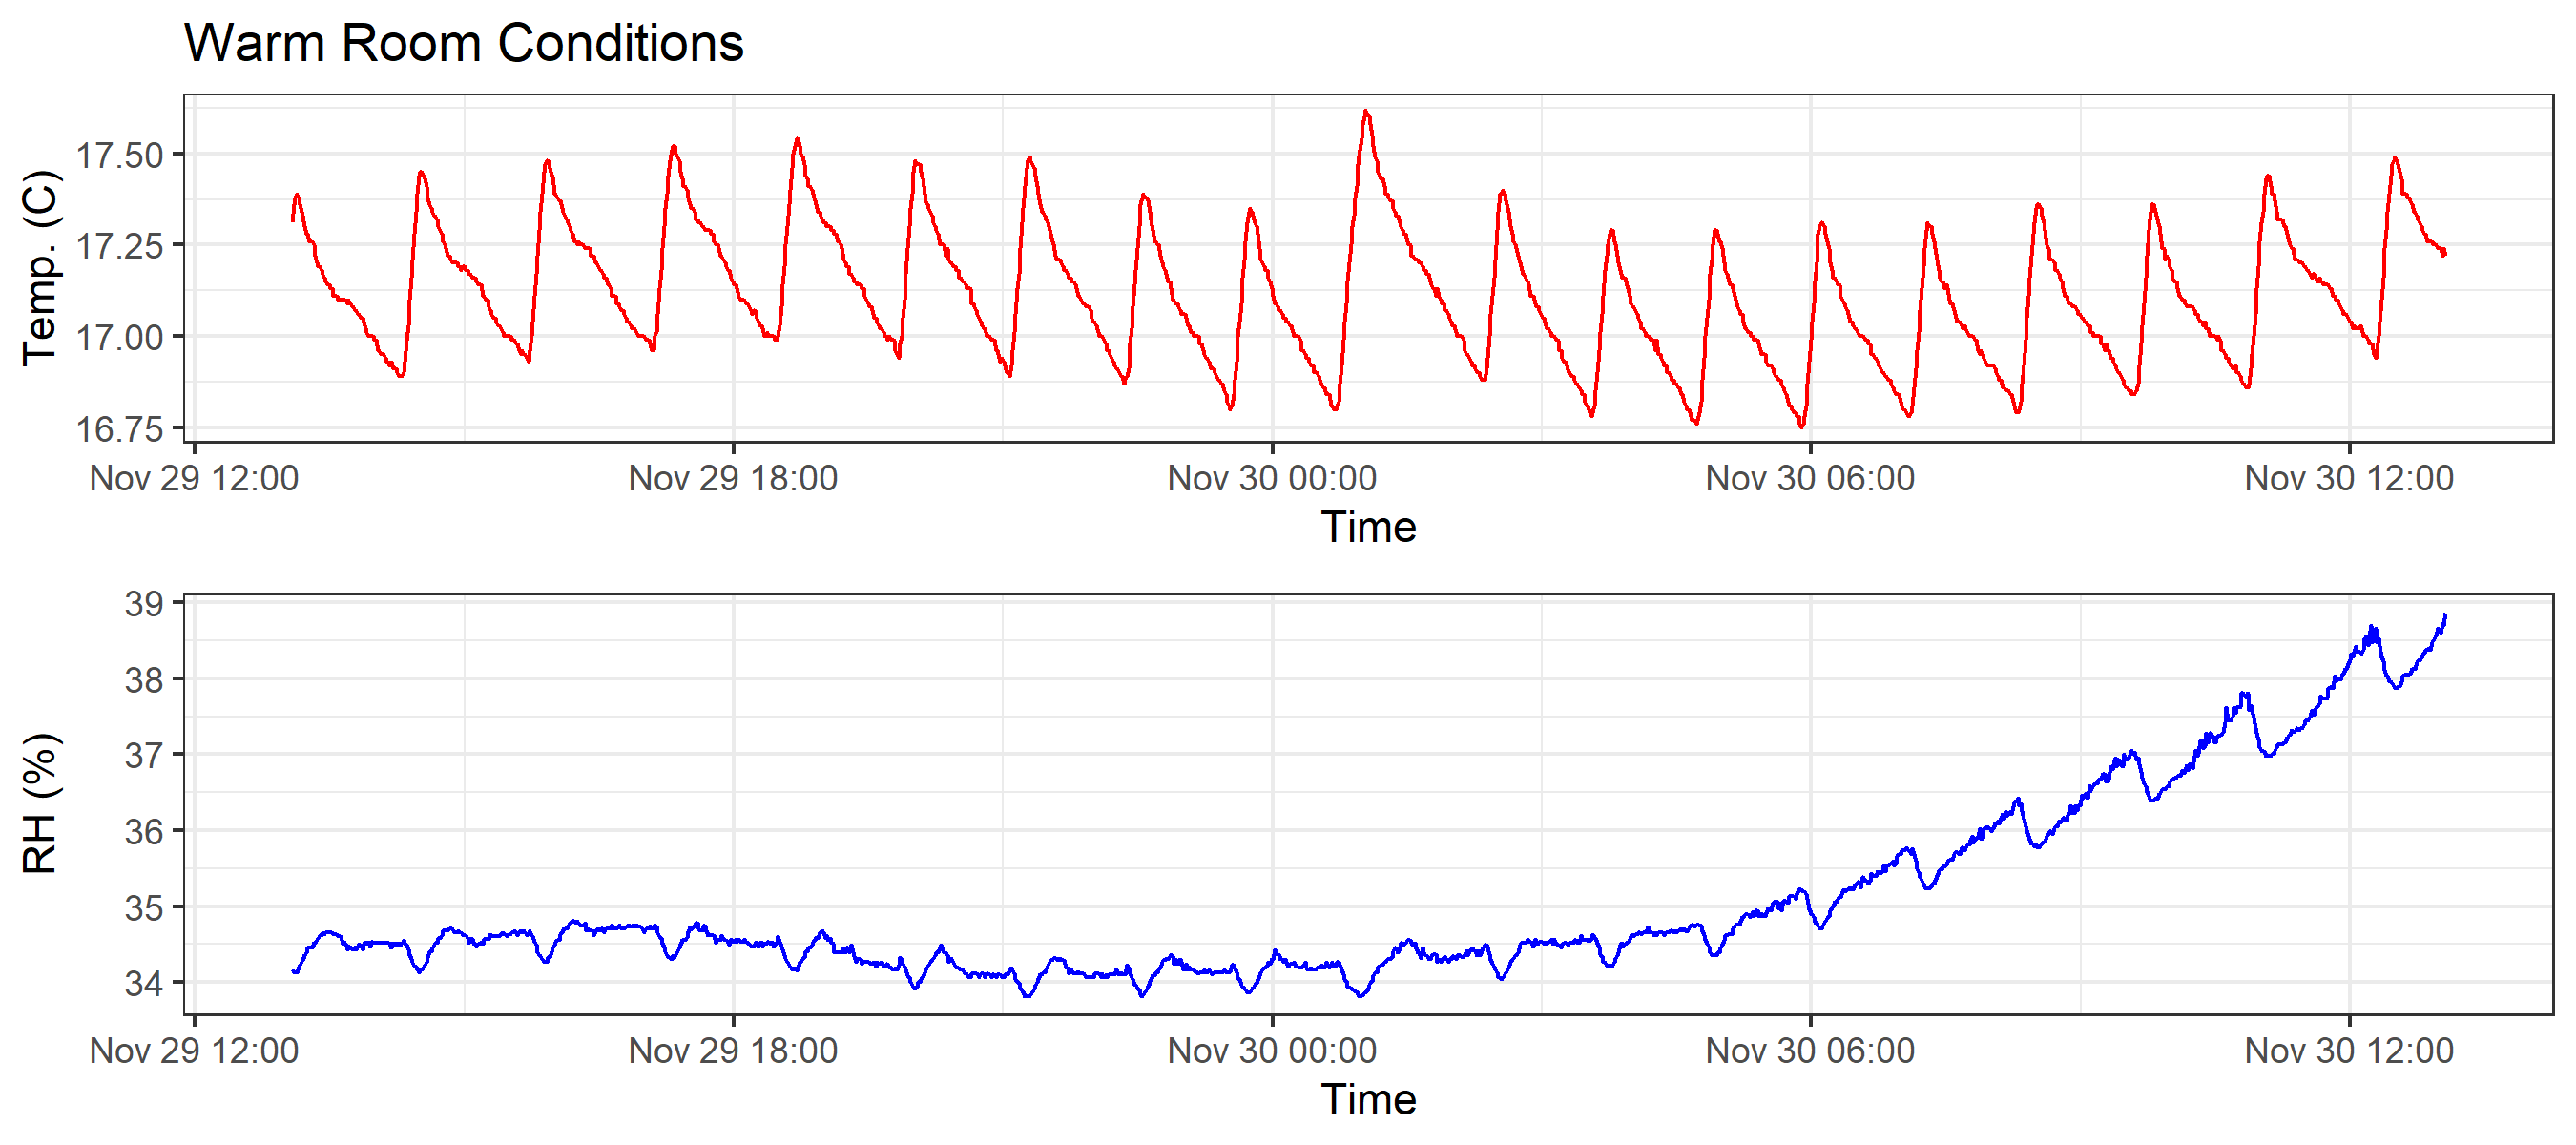 Warm Room Conditions
Temp. (C)
17.50
17.25
17.00
16.75
Nov 29 12:00 Nov 29 18:00 Nov 30 00:00 Nov 30 06:00 Nov 30 12:00
Time
RH (%)
39
38
37
36
35
34
Nov 29 12:00 Nov 29 18:00 Nov 30 00:00 Nov 30 06:00 Nov 30 12:00
Time